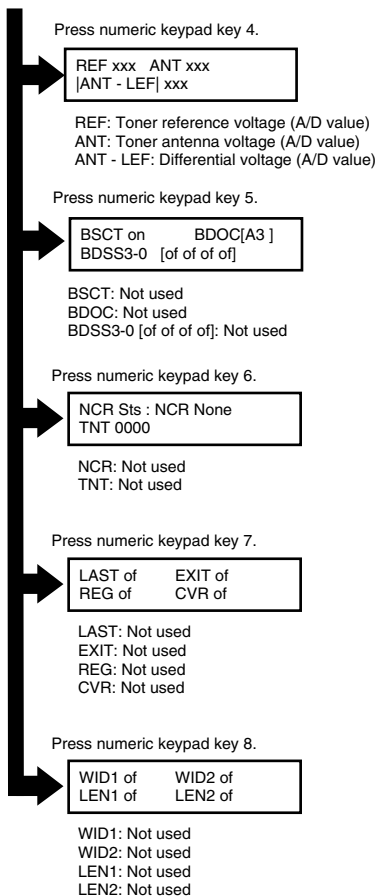 Press numeric keypad key 4.
REF xxx ANT xxx
|ANT - LEF| xxx
REF: Toner reference voltage (A/D value)
ANT: Toner antenna voltage (A/D value)
ANT - LEF: Differential voltage (A/D value)
Press numeric keypad key 5.
BSCT on BDOC[A3 ]
BDSS3-0 [of of of of]
BSCT: Not used
BDOC: Not used
BDSS3-0 [of of of of]: Not used
Press numeric keypad key 6.
NCR Sts : NCR None
TNT 0000
NCR: Not used
TNT: Not used
Press numeric keypad key 7.
LAST of EXIT of
REG of CVR of
LAST: Not used
EXIT: Not used
REG: Not used
CVR: Not used
Press numeric keypad key 8.
WID1 of WID2 of
LEN1 of LEN2 of
WID1: Not used
WID2: Not used
LEN1: Not used
LEN2: Not used